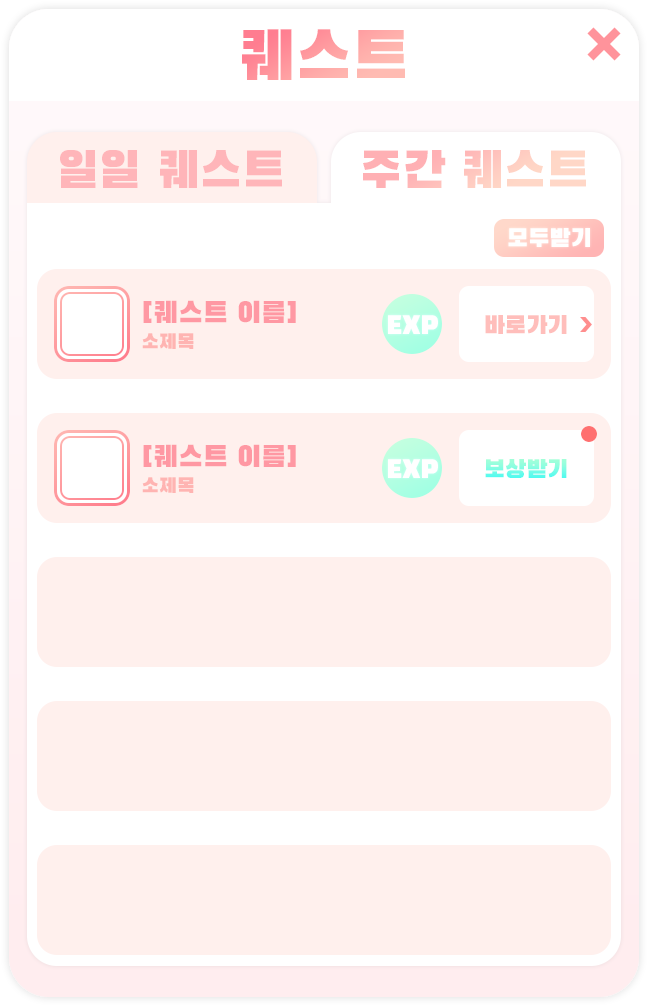 퀘스트
일일 퀘스트
주간 퀘스트
모두받기
[퀘스트 이름]
소제목
EXP
바로가기
[퀘스트 이름]
소제목
EXP
보상받기